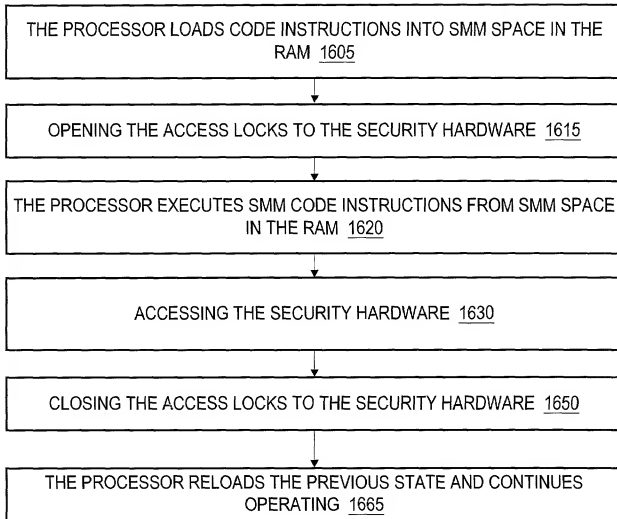 THE PROCESSOR LOADS CODE INSTRUCTIONS INTO SMM SPACE IN THE
RAM 1605
OPENING THE ACCESS LOCKS TO THE SECURITY HARDWARE 1615
THE PROCESSOR EXECUTES SMM CODE INSTRUCTIONS FROM SMM SPACE
IN THE RAM 1620
ACCESSING THE SECURITY HARDWARE 1630
CLOSING THE ACCESS LOCKS TO THE SECURITY HARDWARE 1650
THE PROCESSOR RELOADS THE PREVIOUS STATE AND CONTINUES
OPERATING 1665